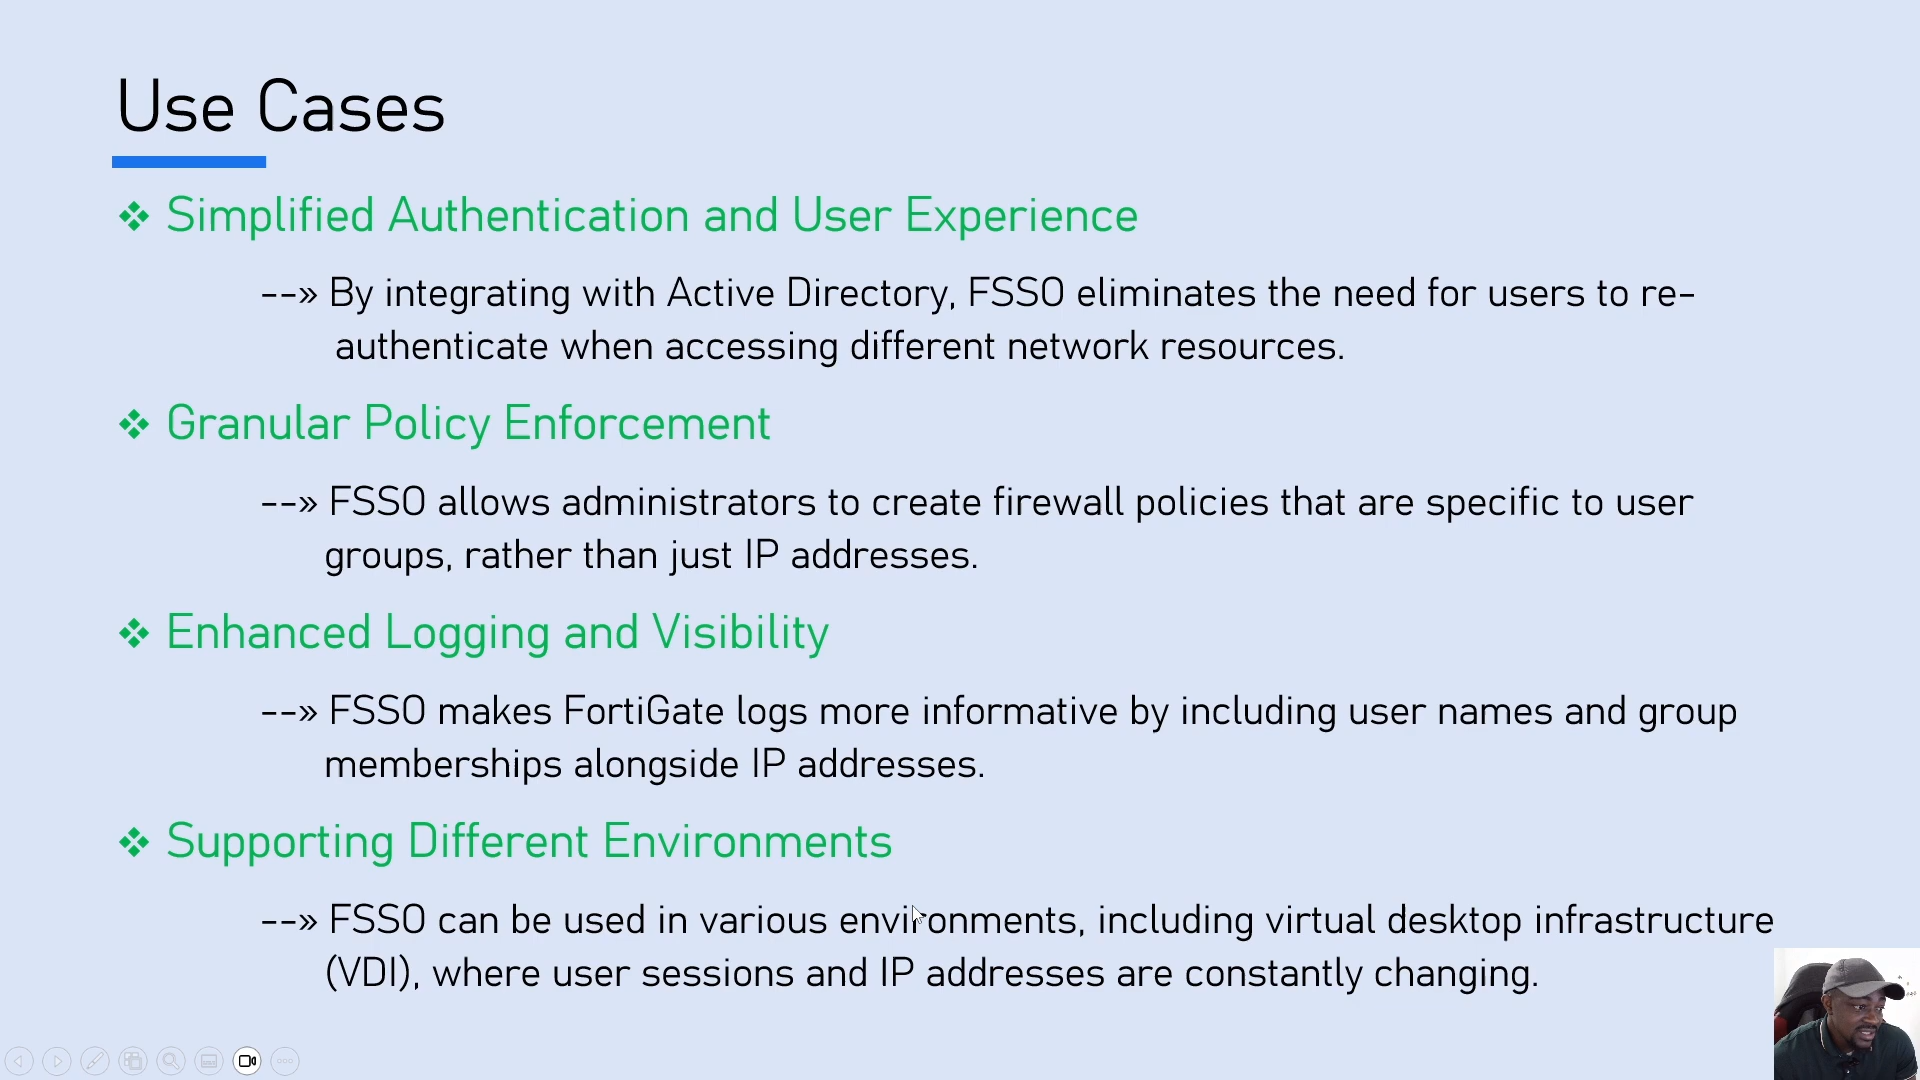 Use Cases
❖ Simplified Authentication and User Experience
--» By integrating with Active Directory, FSSO eliminates the need for users to re-
authenticate when accessing different network resources.
❖ Granular Policy Enforcement
--» FSSO allows administrators to create firewall policies that are specific to user
groups, rather than just IP addresses.
❖ Enhanced Logging and Visibility
--» FSSO makes FortiGate logs more informative by including user names and group
memberships alongside IP addresses.
❖ Supporting Different Environments
--» FSSO can be used in various environments, including virtual desktop infrastructure
(VDI), where user sessions and IP addresses are constantly changing.